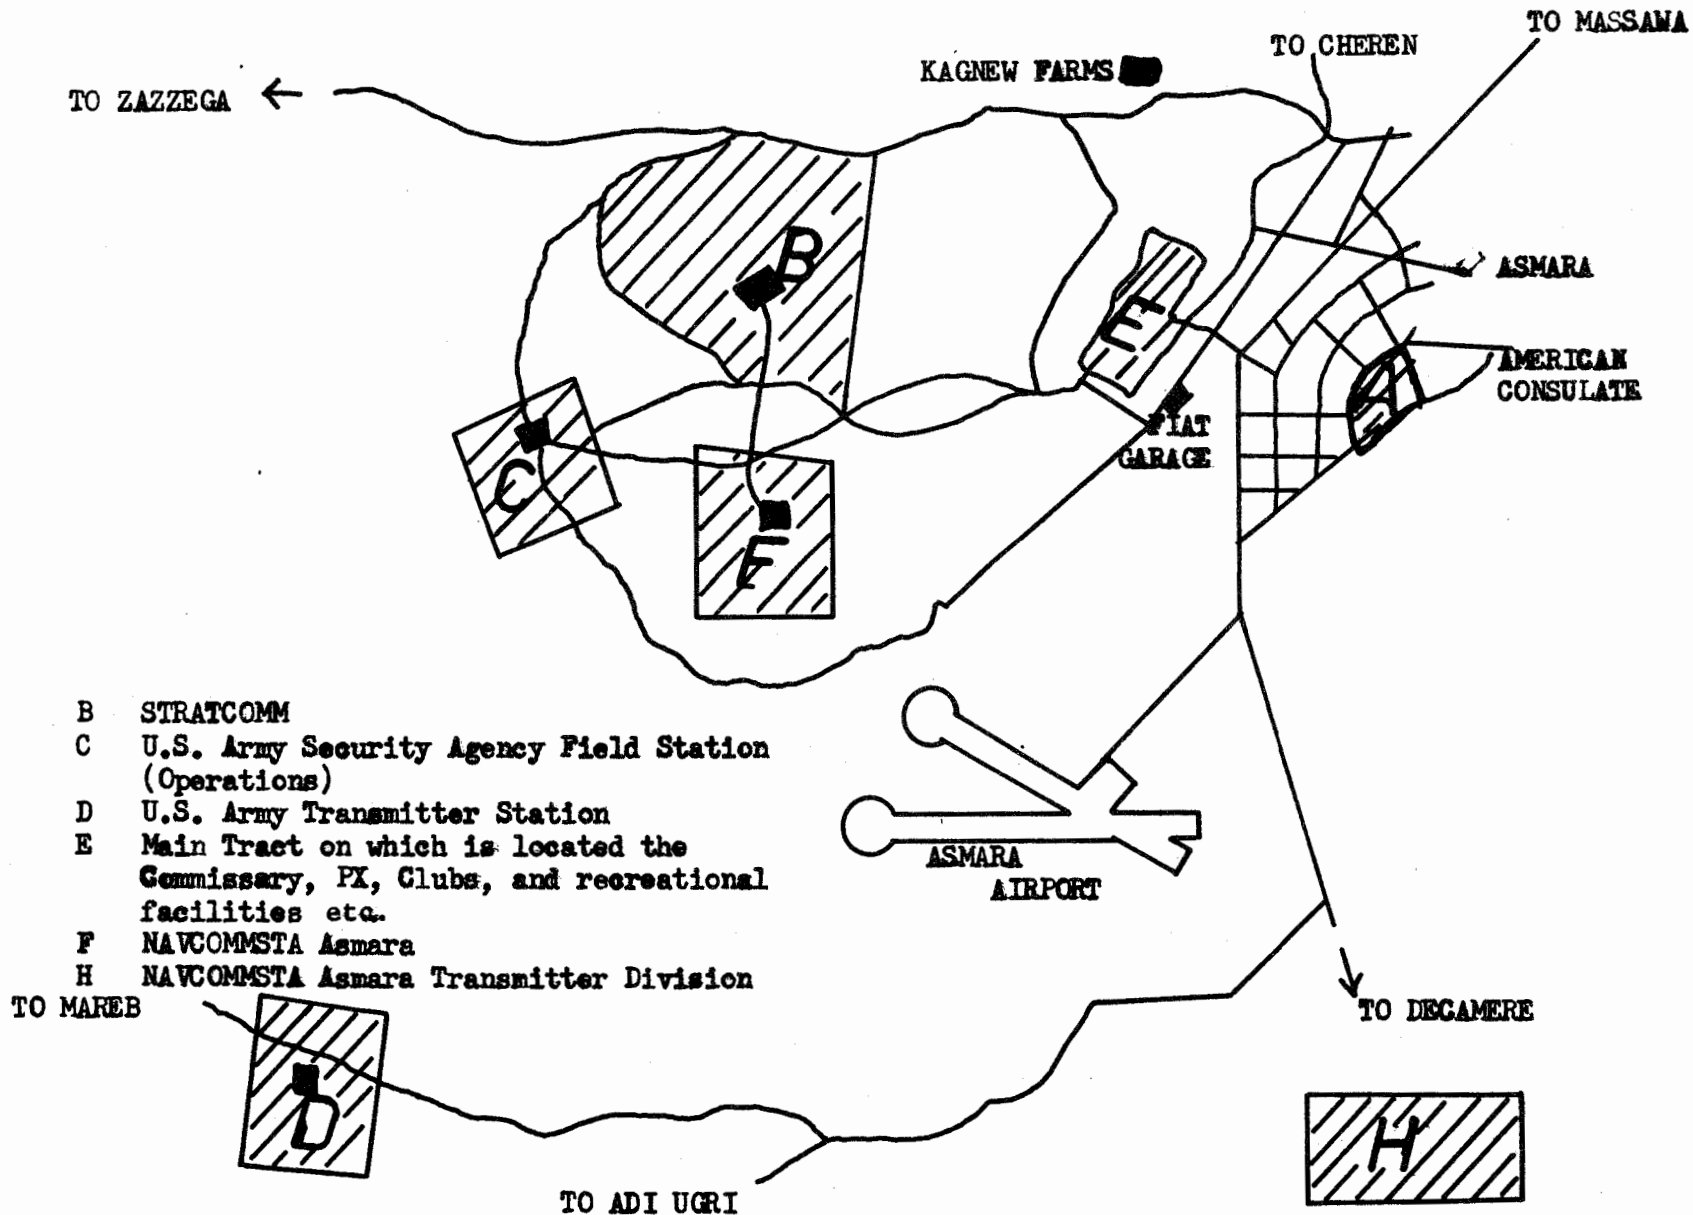 TO MASSAWA
TO CHEREN
KAGNEW FARMS
TO ZAZZEGA
B
ASMARA
E
AMERICAN
CONSULATE
A
FIAT
GARAGE
C
F
B STRATCOMM
C U.S. Army Security Agency Field Station
(Operations)
D U.S. Army Transmitter Station
E Main Tract on which is located the
Commissary, PX, Clubs, and recreational
facilities etc.
F NAVCOMMSTA Asmara
H NAVCOMMSTA Asmara Transmitter Division
ASMARA
AIRPORT
TO MAREB
TO DECAMERE
D
H
TO ADI UGRI